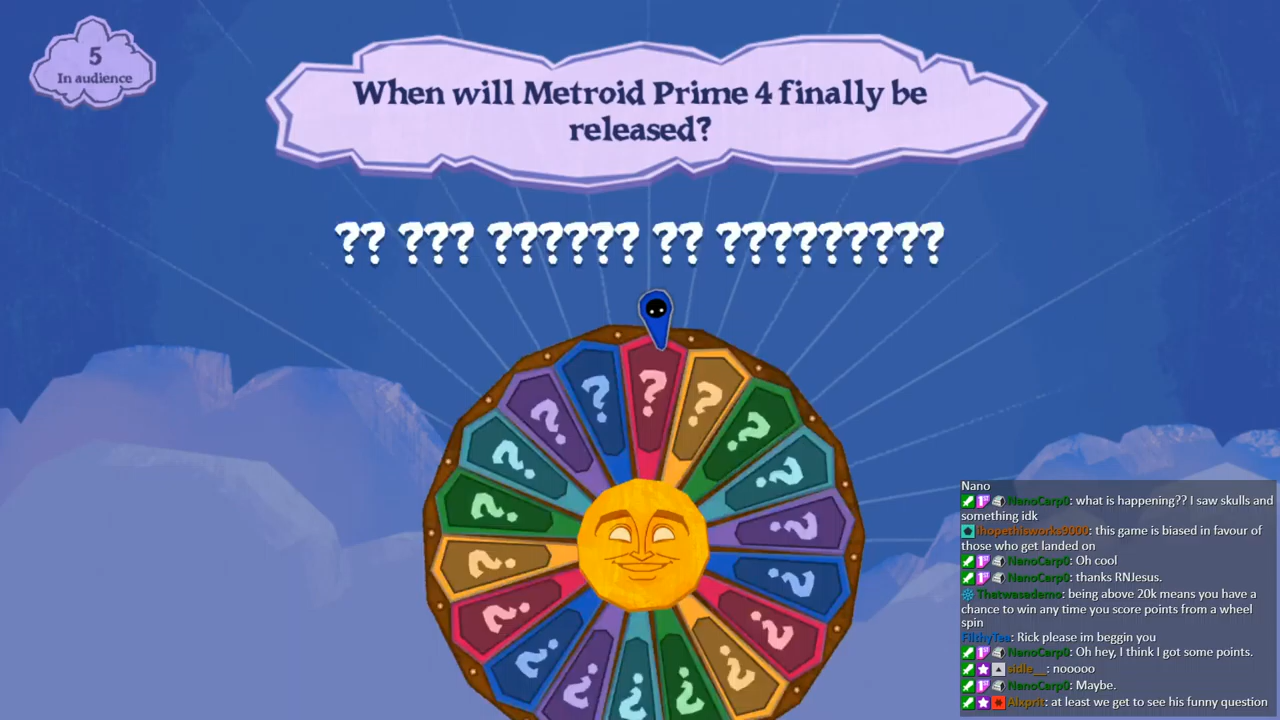 5
In audience
When will Metroid Prime 4 finally be
released?
?? ??? ?????? ?? ?????????
Nano
NanoCarp0: what is happening?? I saw skulls and
something idk
ihopethisworks9000: this game is biased in favour of
those who get landed on
NanoCarp0: Oh cool
NanoCarp0: thanks RNJesus.
Thatwasademo: being above 20k means you have a
chance to win any time you score points from a wheel
spin
FilthyTea: Rick please im beggin you
NanoCarp0: Oh hey, I think I got some points.
sidle__: nooooo
NanoCarp0: Maybe.
Alxprit: at least we get to see his funny question